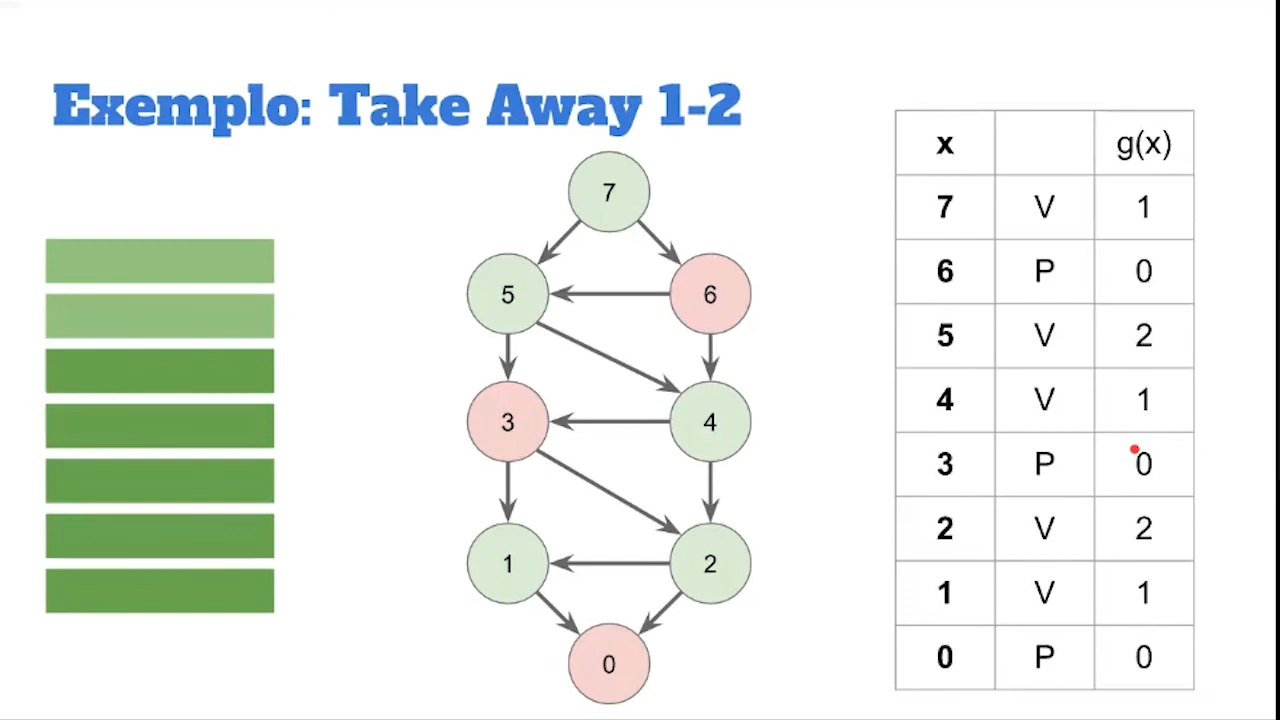 Exemplo: Take Away 1-2
7
5 6
3 4
1 2
0
x g(x)
7 V 1
6 P 0
5 V 2
4 V 1
3 P 0
2 V 2
1 V 1
0 P 0